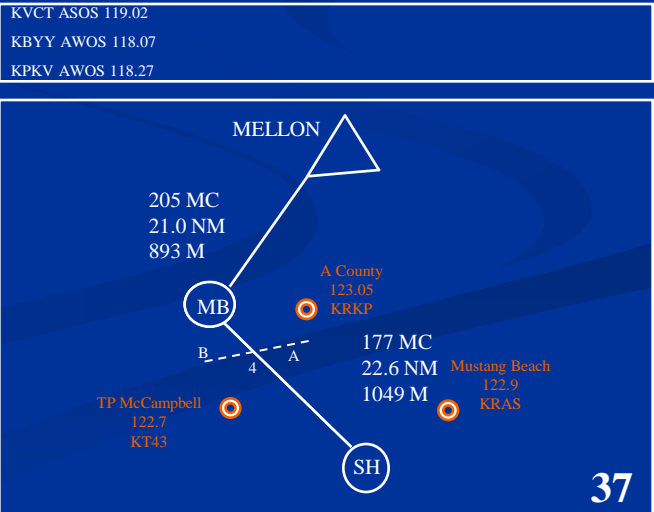 KVCT ASOS 119.02
KBYY AWOS 118.07
KPKV AWOS 118.27
MELLON
205 MC
21.0 NM
893 M
A County
123.05
KRKP
MB
B
4
A
177 MC
22.6 NM
1049 M
Mustang Beach
122.9
KRAS
TP McCampbell
122.7
KT43
SH
37